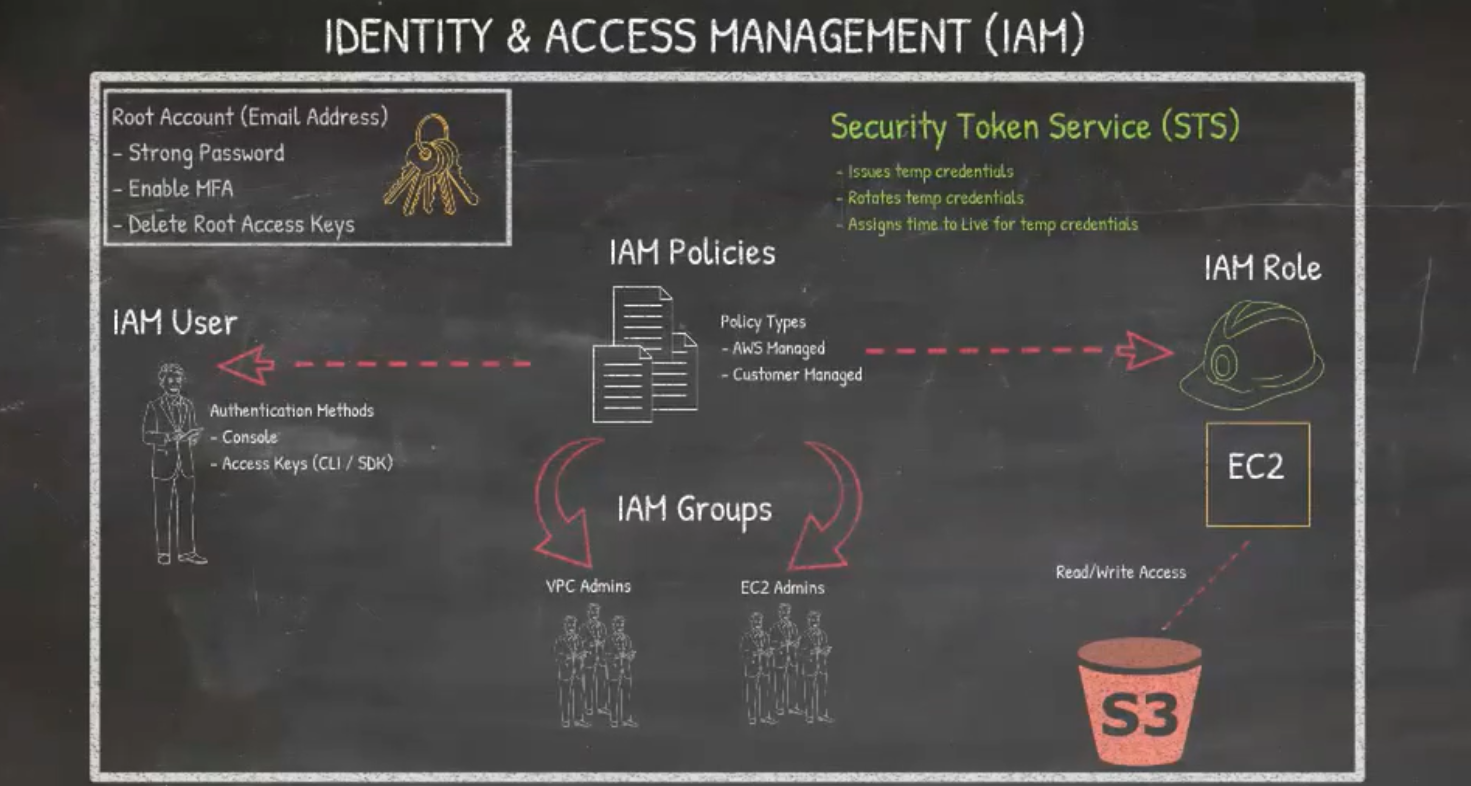 IDENTITY & ACCESS MANAGEMENT (IAM)
Root Account (Email Address)
- Strong Password
- Enable MFA
- Delete Root Access Keys
Security Token Service (STS)
- Issues temp credentials
- Rotates temp credentials
- Assigns time to Live for temp credentials
IAM Policies
Policy Types
- AWS Managed
- Customer Managed
IAM Role
IAM User
Authentication Methods
- Console
- Access Keys (CLI / SDK)
EC2
IAM Groups
VPC Admins
EC2 Admins
Read/Write Access
S3